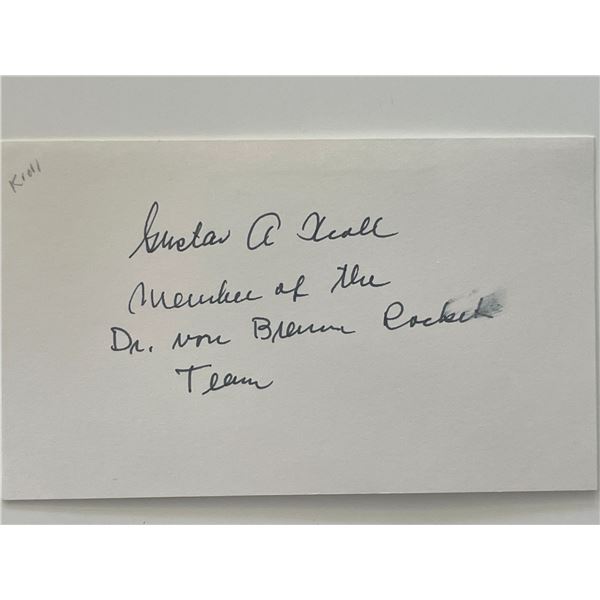 Kroll
Gustav A Kroll
Member of the
Dr. von Braun Rocket
Team